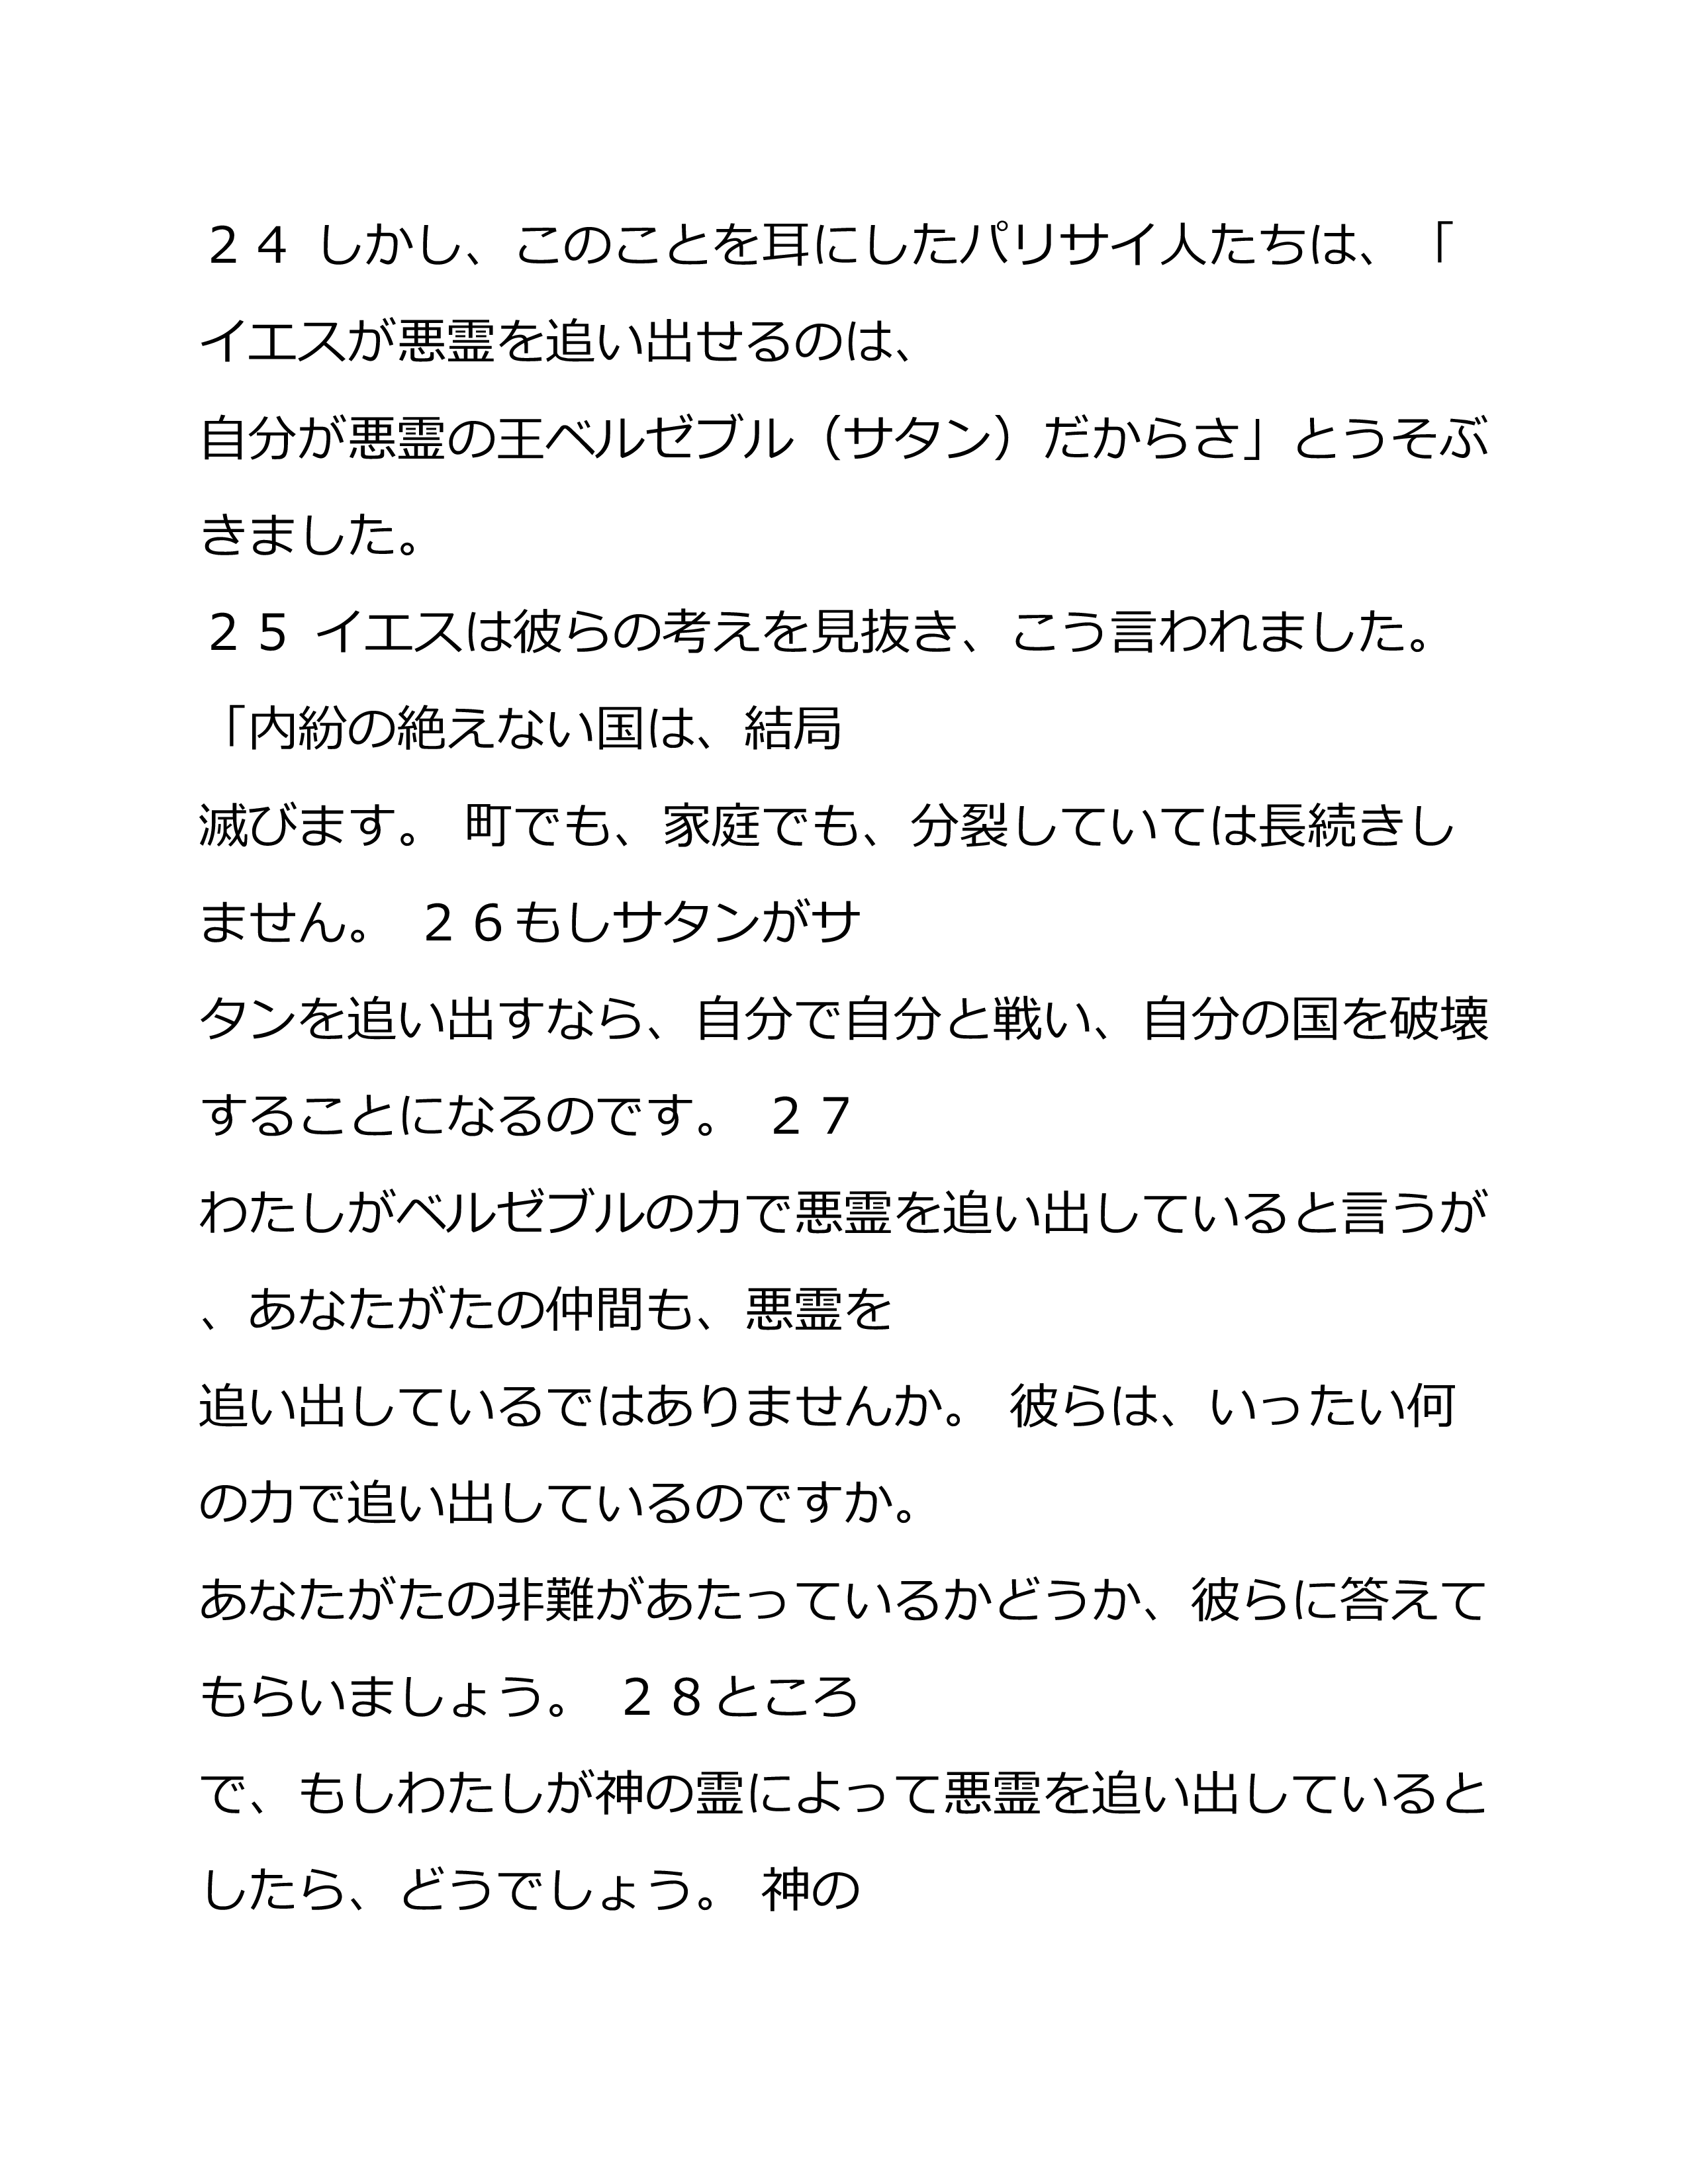 ２４ しかし、このことを耳にしたパリサイ人たちは、「
イエスが悪霊を追い出せるのは、
自分が悪霊の王ベルゼブル（サタン）だからさ」とうそぶ
きました。
２５ イエスは彼らの考えを見抜き、こう言われました。
「内紛の絶えない国は、結局
滅びます。 町でも、家庭でも、分裂していては長続きし
ません。 ２６もしサタンがサ
タンを追い出すなら、自分で自分と戦い、自分の国を破壊
することになるのです。 ２７
わたしがベルゼブルの力で悪霊を追い出していると言うが
、あなたがたの仲間も、悪霊を
追い出しているではありませんか。 彼らは、いったい何
の力で追い出しているのですか。
あなたがたの非難があたっているかどうか、彼らに答えて
もらいましょう。 ２８ところ
で、もしわたしが神の霊によって悪霊を追い出していると
したら、どうでしょう。 神の